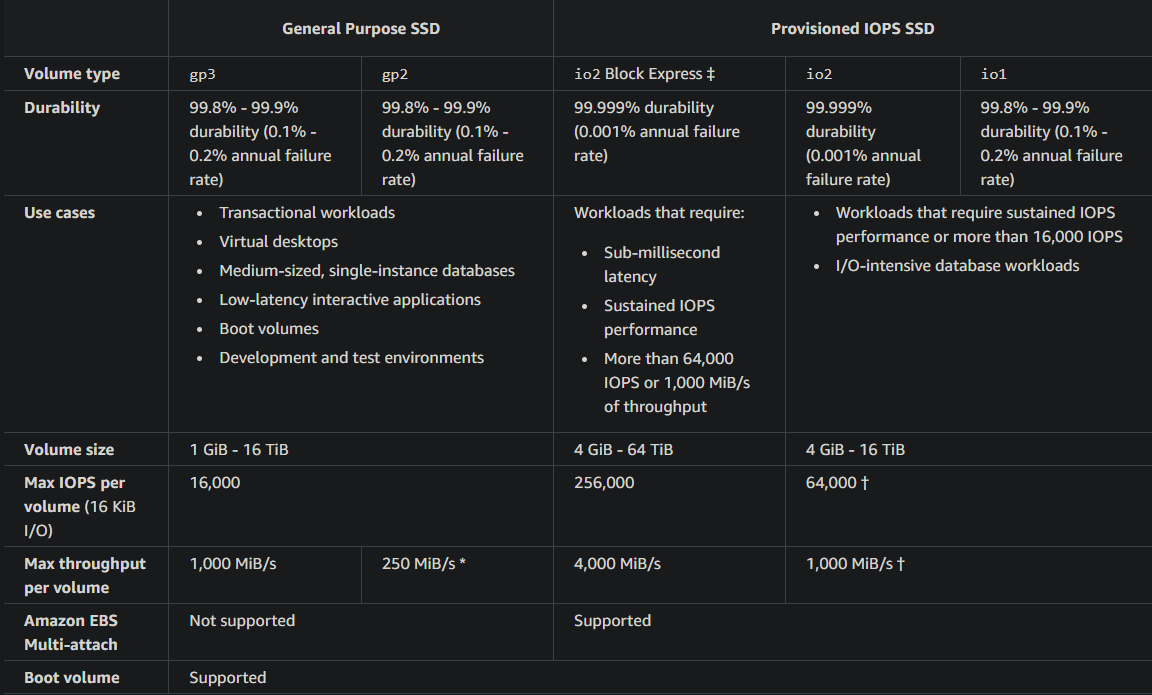 General Purpose SSD
Provisioned IOPS SSD
Volume type
gp3
gp2
io2 Block Express ‡
io2
io1
Durability
99.8% - 99.9%
durability (0.1% -
0.2% annual failure
rate)
99.8% - 99.9%
durability (0.1% -
0.2% annual failure
rate)
99.999% durability
(0.001% annual failure
rate)
99.999%
durability
(0.001% annual
failure rate)
99.8% - 99.9%
durability (0.1% -
0.2% annual failure
rate)
Use cases
• Transactional workloads
• Virtual desktops
• Medium-sized, single-instance databases
• Low-latency interactive applications
• Boot volumes
• Development and test environments
Workloads that require:
• Sub-millisecond
latency
• Sustained IOPS
performance
• More than 64,000
IOPS or 1,000 MiB/s
of throughput
• Workloads that require sustained IOPS
performance or more than 16,000 IOPS
• I/O-intensive database workloads
Volume size
1 GiB - 16 TiB
4 GiB - 64 TiB
4 GiB - 16 TiB
Max IOPS per
volume (16 KiB
I/O)
16,000
256,000
64,000 †
Max throughput
per volume
1,000 MiB/s
250 MiB/s *
4,000 MiB/s
1,000 MiB/s †
Amazon EBS
Multi-attach
Not supported
Supported
Boot volume
Supported